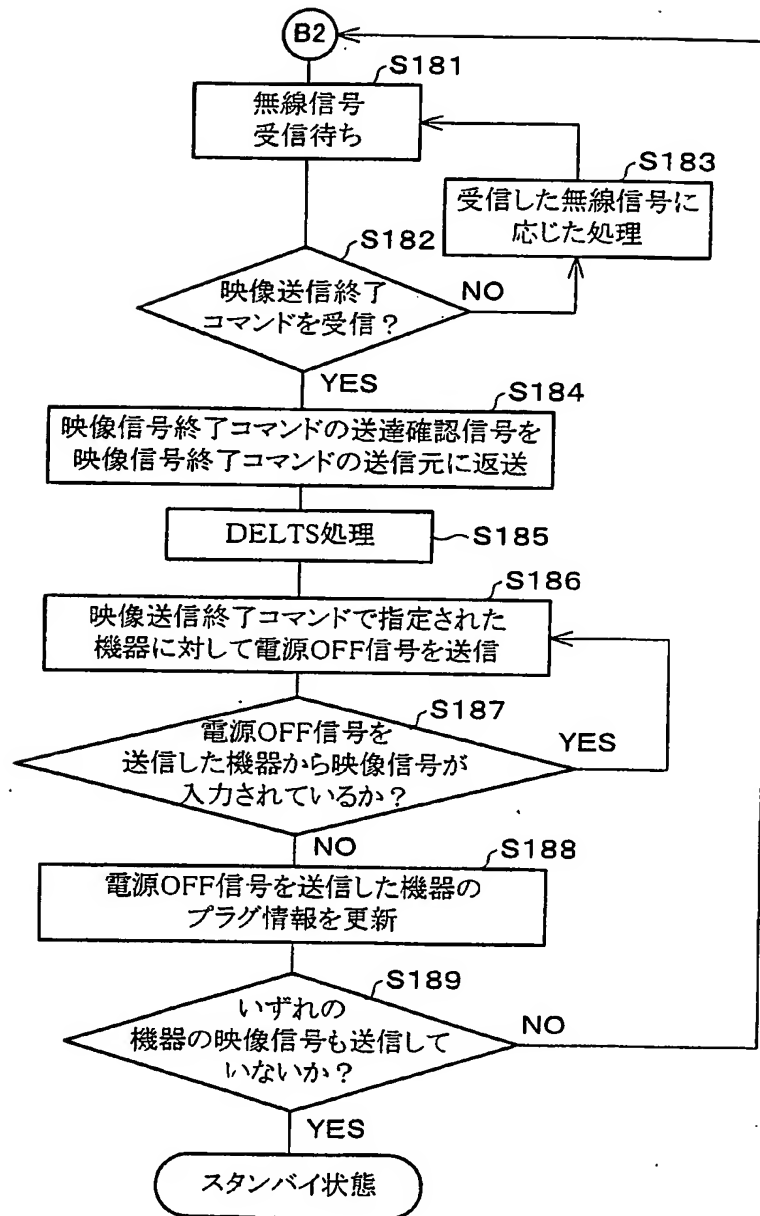 B2
S181
無線信号
受信待ち
S183
受信した無線信号に
応じた処理
S182
映像送信終了
コマンドを受信？
NO
YES
S184
映像信号終了コマンドの送達確認信号を
映像信号終了コマンドの送信元に返送
DELTS処理
S185
S186
映像送信終了コマンドで指定された
機器に対して電源OFF信号を送信
S187
電源OFF信号を
送信した機器から映像信号が
入力されているか？
YES
NO
S188
電源OFF信号を送信した機器の
プラグ情報を更新
S189
いずれの
機器の映像信号も送信して
いないか？
NO
YES
スタンバイ状態